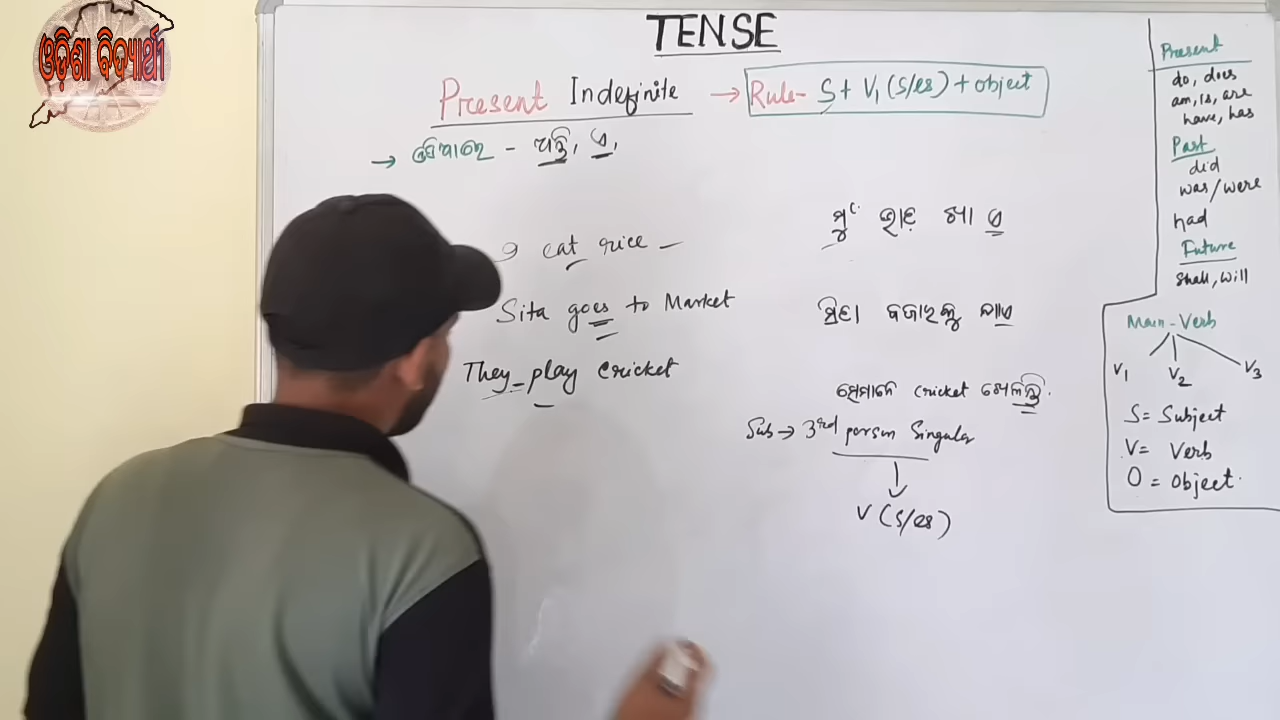 ଓଡ଼ିଶା ବିଦ୍ୟାର୍ଥୀ
TENSE
Present Indefinite → Rule- S + V₁ (s/es) + object
→ - ଅନ୍ତି, ଏ,
I eat rice —
ମୁଁ ଭାତ ଖାଏ
Sita goes to Market
ସିତା ବଜାରକୁ ଯାଏ
They play cricket
ସେମାନେ cricket ଖେଳନ୍ତି.
Sub → 3rd person Singular
V (s/es)
Present
do, does
am, is, are
have, has
Past
did
was/were
had
Future
Shall, will
Main-Verb
V₁ V₂ V₃
S = Subject
V = Verb
O = Object.